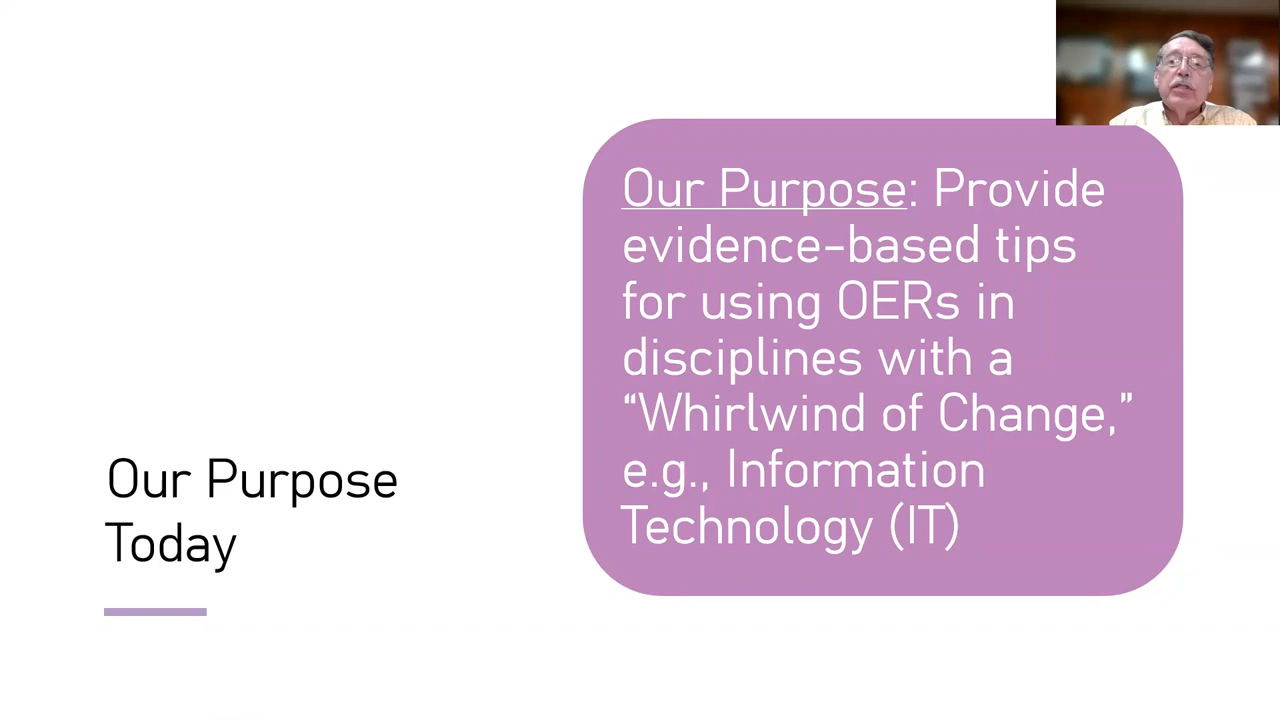 Our Purpose
Today
Our Purpose: Provide
evidence-based tips
for using OERs in
disciplines with a
“Whirlwind of Change,”
e.g., Information
Technology (IT)